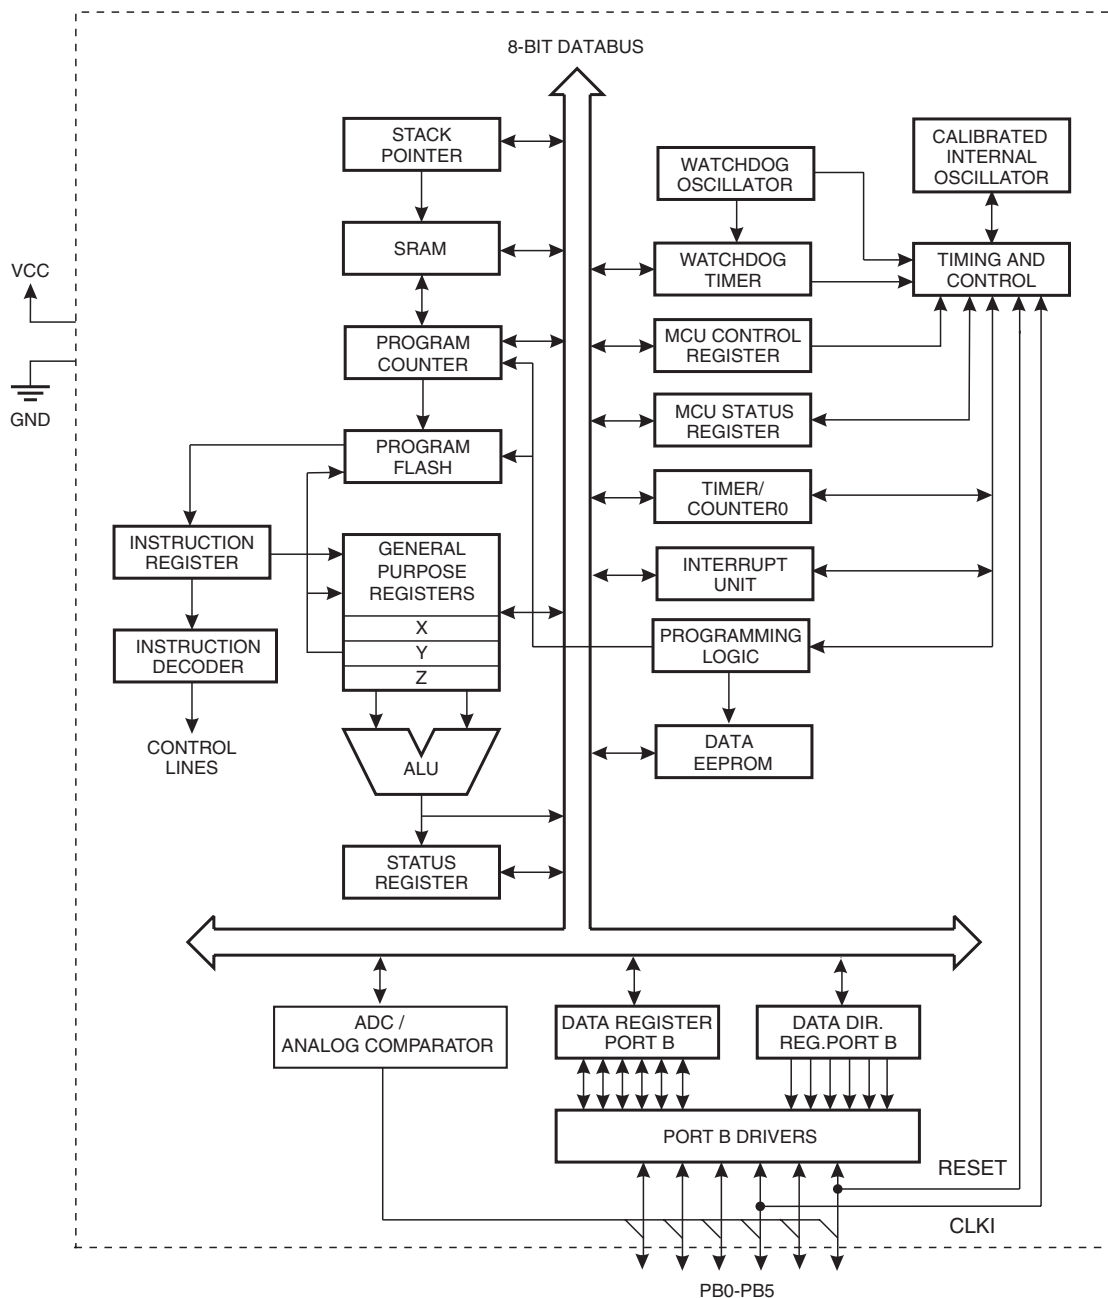 8-BIT DATABUS
STACK
POINTER
SRAM
PROGRAM
COUNTER
PROGRAM
FLASH
INSTRUCTION
REGISTER
INSTRUCTION
DECODER
CONTROL
LINES
GENERAL
PURPOSE
REGISTERS
X
Y
Z
ALU
STATUS
REGISTER
VCC
GND
WATCHDOG
OSCILLATOR
WATCHDOG
TIMER
MCU CONTROL
REGISTER
MCU STATUS
REGISTER
TIMER/
COUNTER0
INTERRUPT
UNIT
PROGRAMMING
LOGIC
DATA
EEPROM
CALIBRATED
INTERNAL
OSCILLATOR
TIMING AND
CONTROL
ADC /
ANALOG COMPARATOR
DATA REGISTER
PORT B
DATA DIR.
REG.PORT B
PORT B DRIVERS
RESET
CLKI
PB0-PB5